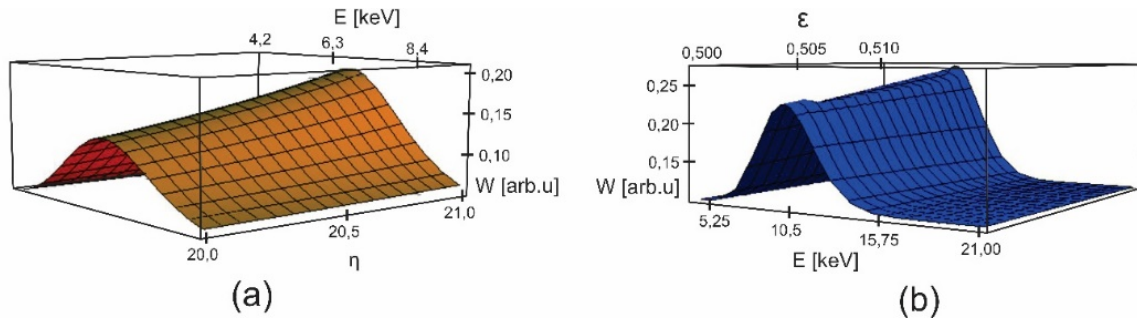 E [keV]
4,2
6,3
8,4
0,20
0,15
0,10
W [arb.u]
21,0
20,5
20,0
η
(a)
ε
0,500
0,505
0,510
0,25
0,20
0,15
W [arb.u]
5,25
10,5
15,75
21,00
E [keV]
(b)